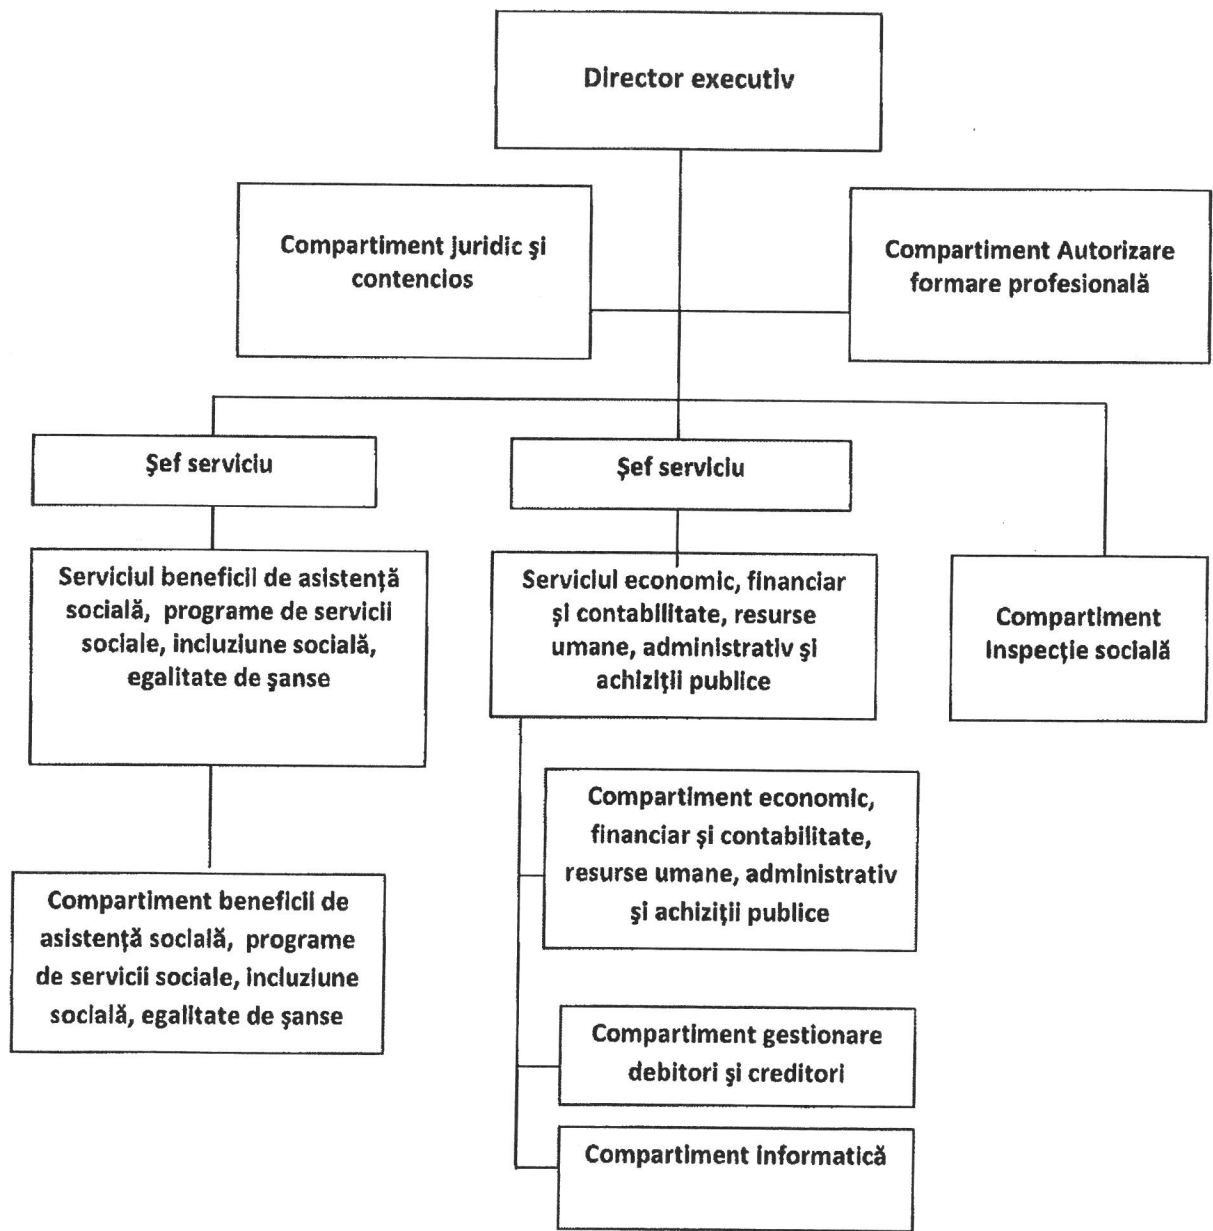 Director executiv
Compartiment juridic şi
contencios
Compartiment Autorizare
formare profesională
Şef serviciu
Şef serviciu
Serviciul beneficii de asistenţă
socială, programe de servicii
sociale, incluziune socială,
egalitate de şanse
Serviciul economic, financiar
şi contabilitate, resurse
umane, administrativ şi
achiziţii publice
Compartiment
inspecţie socială
Compartiment economic,
financiar şi contabilitate,
resurse umane, administrativ
şi achiziţii publice
Compartiment beneficii de
asistenţă socială, programe
de servicii sociale, incluziune
socială, egalitate de şanse
Compartiment gestionare
debitori şi creditori
Compartiment informatică